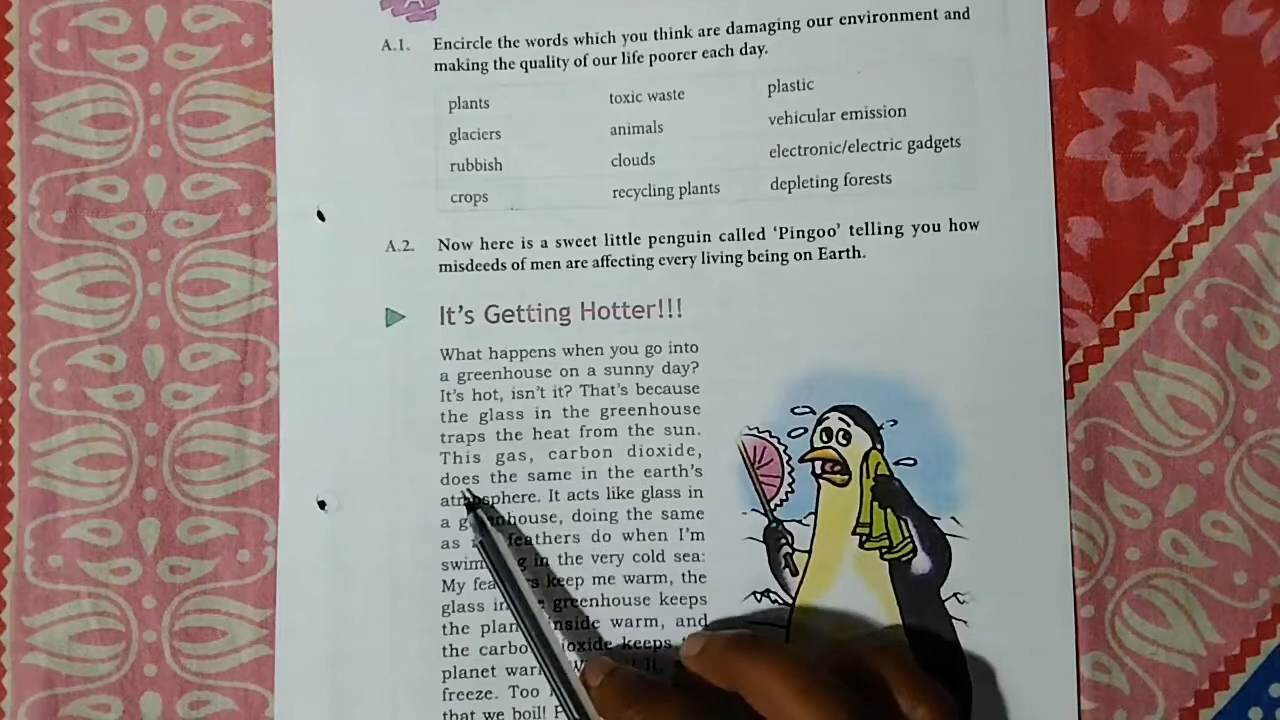 A.1. Encircle the words which you think are damaging our environment and
making the quality of our life poorer each day.
plants toxic waste plastic
glaciers animals vehicular emission
rubbish clouds electronic/electric gadgets
crops recycling plants depleting forests
A.2. Now here is a sweet little penguin called ‘Pingoo’ telling you how
misdeeds of men are affecting every living being on Earth.
It’s Getting Hotter!!!
What happens when you go into
a greenhouse on a sunny day?
It’s hot, isn’t it? That’s because
the glass in the greenhouse
traps the heat from the sun.
This gas, carbon dioxide,
does the same in the earth’s
atmosphere. It acts like glass in
a greenhouse, doing the same
as feathers do when I’m
swimming in the very cold sea:
My feathers keep me warm, the
glass in greenhouse keeps
the plants inside warm, and
the carbon dioxide keeps
planet warm.
freeze. Too
that we boil!